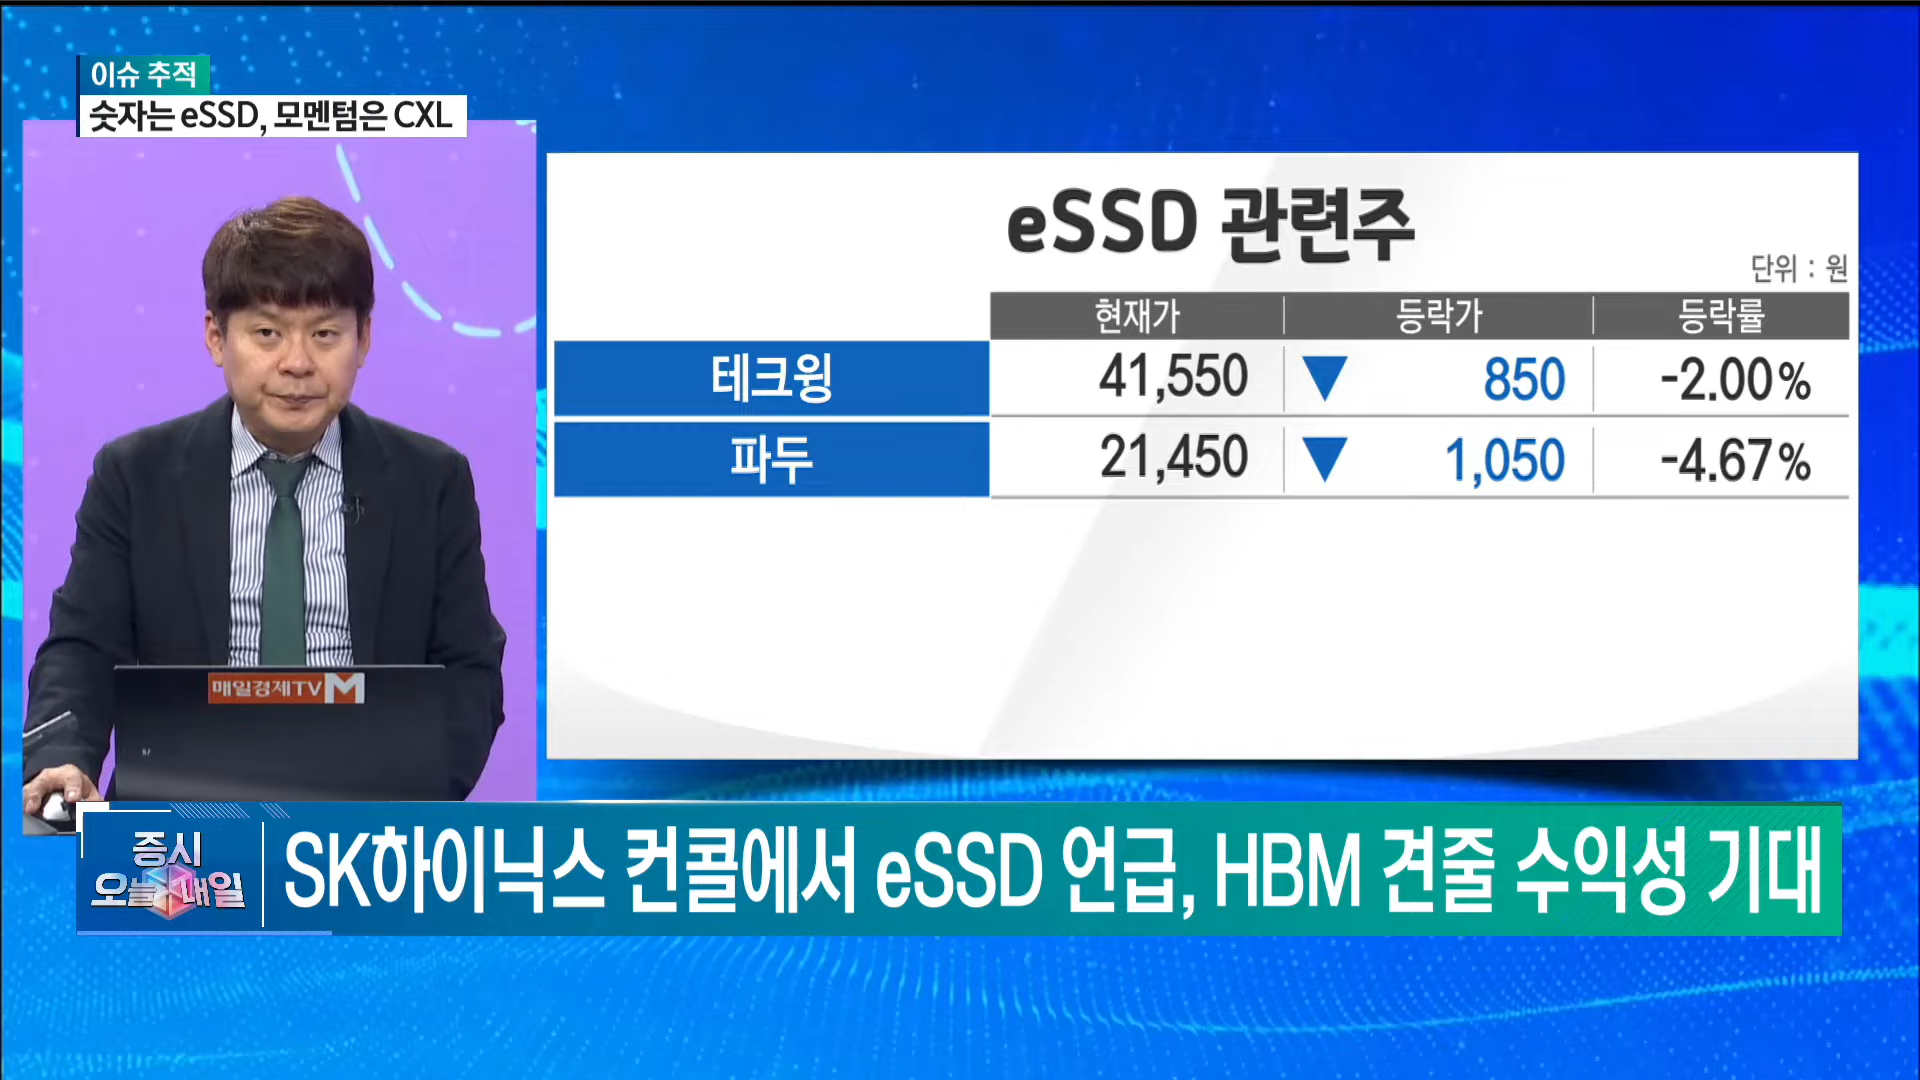 이슈 추적
숫자는 eSSD, 모멘텀은 CXL
eSSD 관련주
단위 : 원
현재가 등락가 등락률
테크윙 41,550 ▼ 850 -2.00%
파두 21,450 ▼ 1,050 -4.67%
매일경제TV M
증시
오늘 매일
SK하이닉스 컨콜에서 eSSD 언급, HBM 견줄 수익성 기대